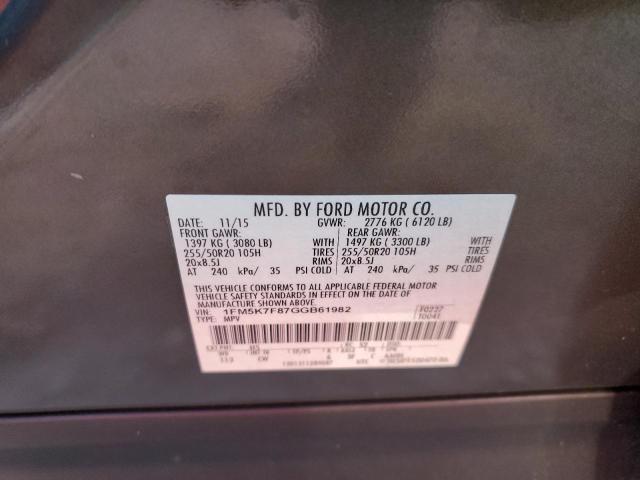 MFD. BY FORD MOTOR CO.
DATE: 11/15 GVWR: 2776 KG ( 6120 LB)
FRONT GAWR: REAR GAWR:
1397 KG ( 3080 LB) WITH 1497 KG ( 3300 LB)
255/50R20 105H TIRES 255/50R20 105H
20x8.5J RIMS 20x8.5J
AT 240 kPa/ 35 PSI COLD AT 240 kPa/ 35 PSI COLD
WITH
TIRES
RIMS
THIS VEHICLE CONFORMS TO ALL APPLICABLE FEDERAL MOTOR
VEHICLE SAFETY STANDARDS IN EFFECT ON THE DATE OF
MANUFACTURE SHOWN ABOVE.
VIN: 1FM5K7F87GGB61982 F0237
TYPE: MPV T0041